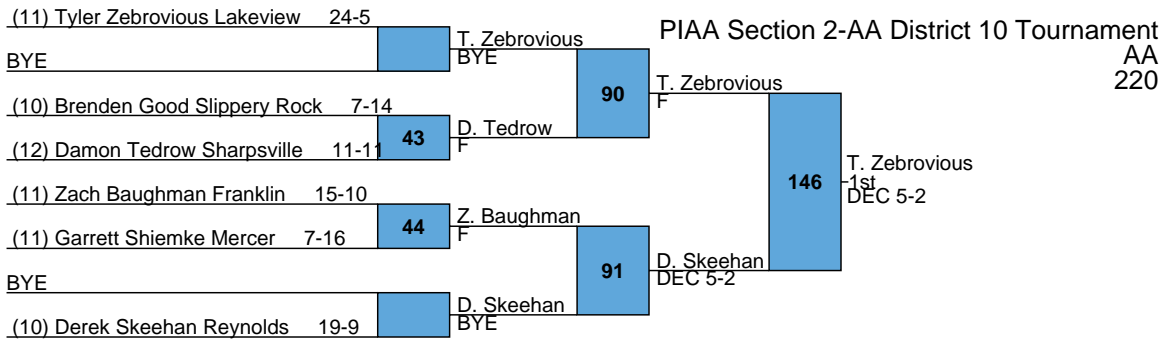 PIAA Section 2-AA District 10 Tournament
AA
220
(11) Tyler Zebrovious Lakeview 24-5
BYE
(10) Brenden Good Slippery Rock 7-14
(12) Damon Tedrow Sharpsville 11-11
(11) Zach Baughman Franklin 15-10
(11) Garrett Shiemke Mercer 7-16
BYE
(10) Derek Skeehan Reynolds 19-9
T. Zebrovious
BYE
43
D. Tedrow
F
44
Z. Baughman
F
D. Skeehan
BYE
90
T. Zebrovious
F
91
D. Skeehan
DEC 5-2
146
T. Zebrovious
1st
DEC 5-2